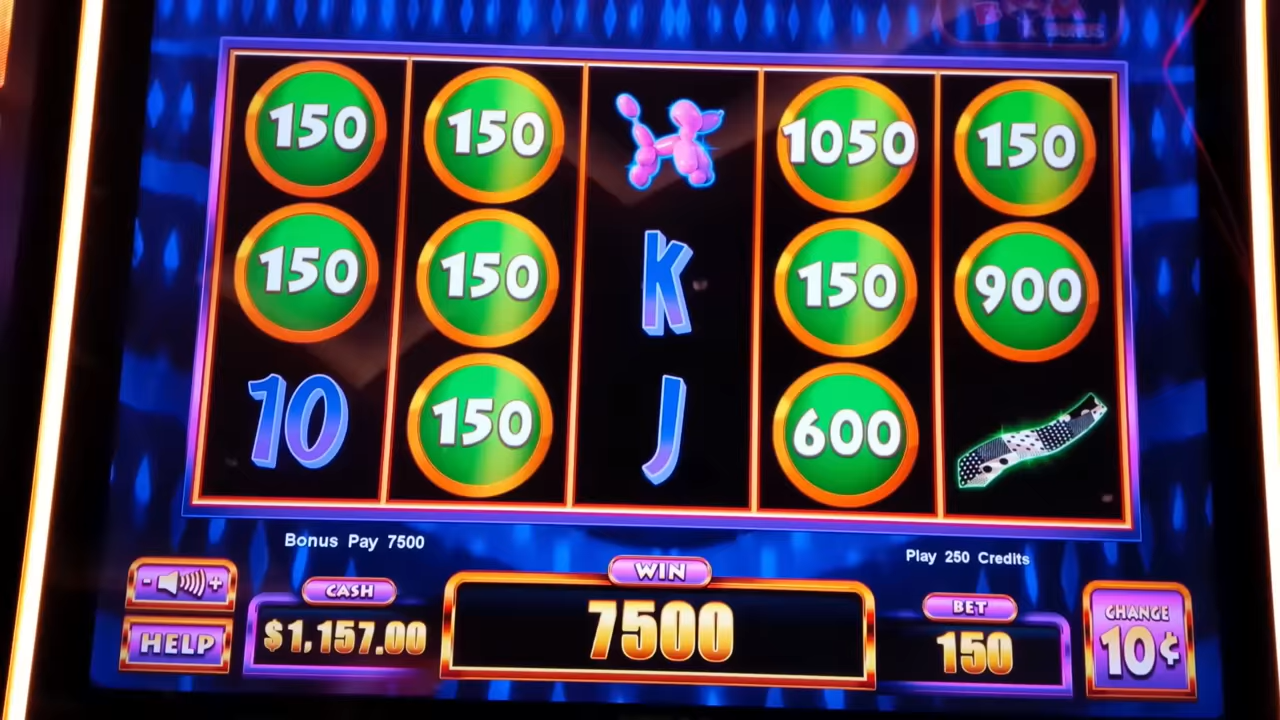 BONUS
150 150 1050 150
150 150 K 150 900
10 150 J 600
Bonus Pay 7500
Play 250 Credits
- +
HELP
CASH
$1,157.00
WIN
7500
BET
150
CHANGE
10¢